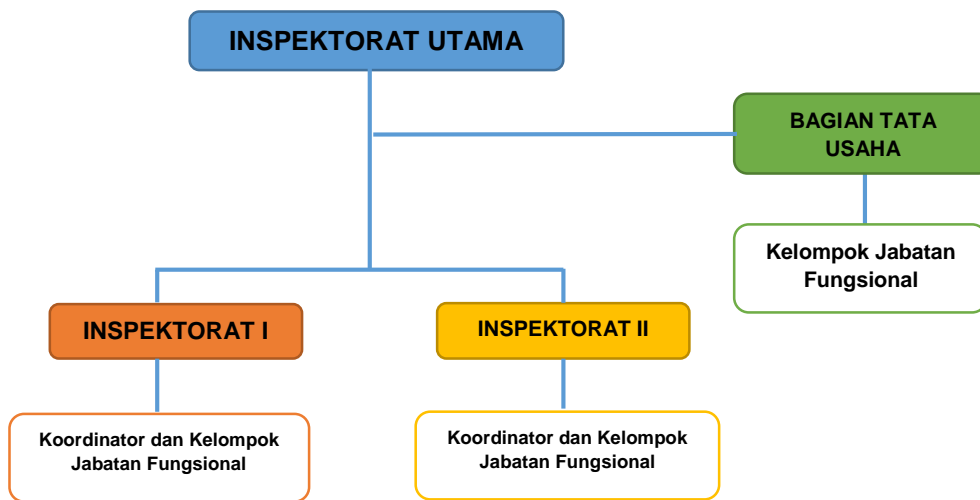 INSPEKTORAT UTAMA
BAGIAN TATA
USAHA
Kelompok Jabatan
Fungsional
INSPEKTORAT I
INSPEKTORAT II
Koordinator dan Kelompok
Jabatan Fungsional
Koordinator dan Kelompok
Jabatan Fungsional